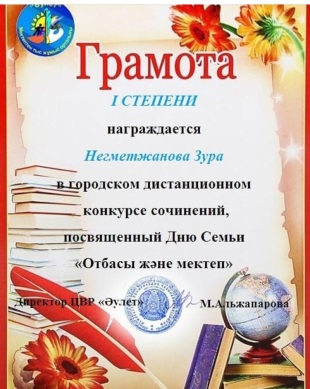 Грамота
I СТЕПЕНИ
награждается
Негметжанова Зура
в городском дистанционном
конкурсе сочинений,
посвященный Дню Семьи
«Отбасы және мектеп»
Директор ЦВР «Әулет» М.Альжапарова